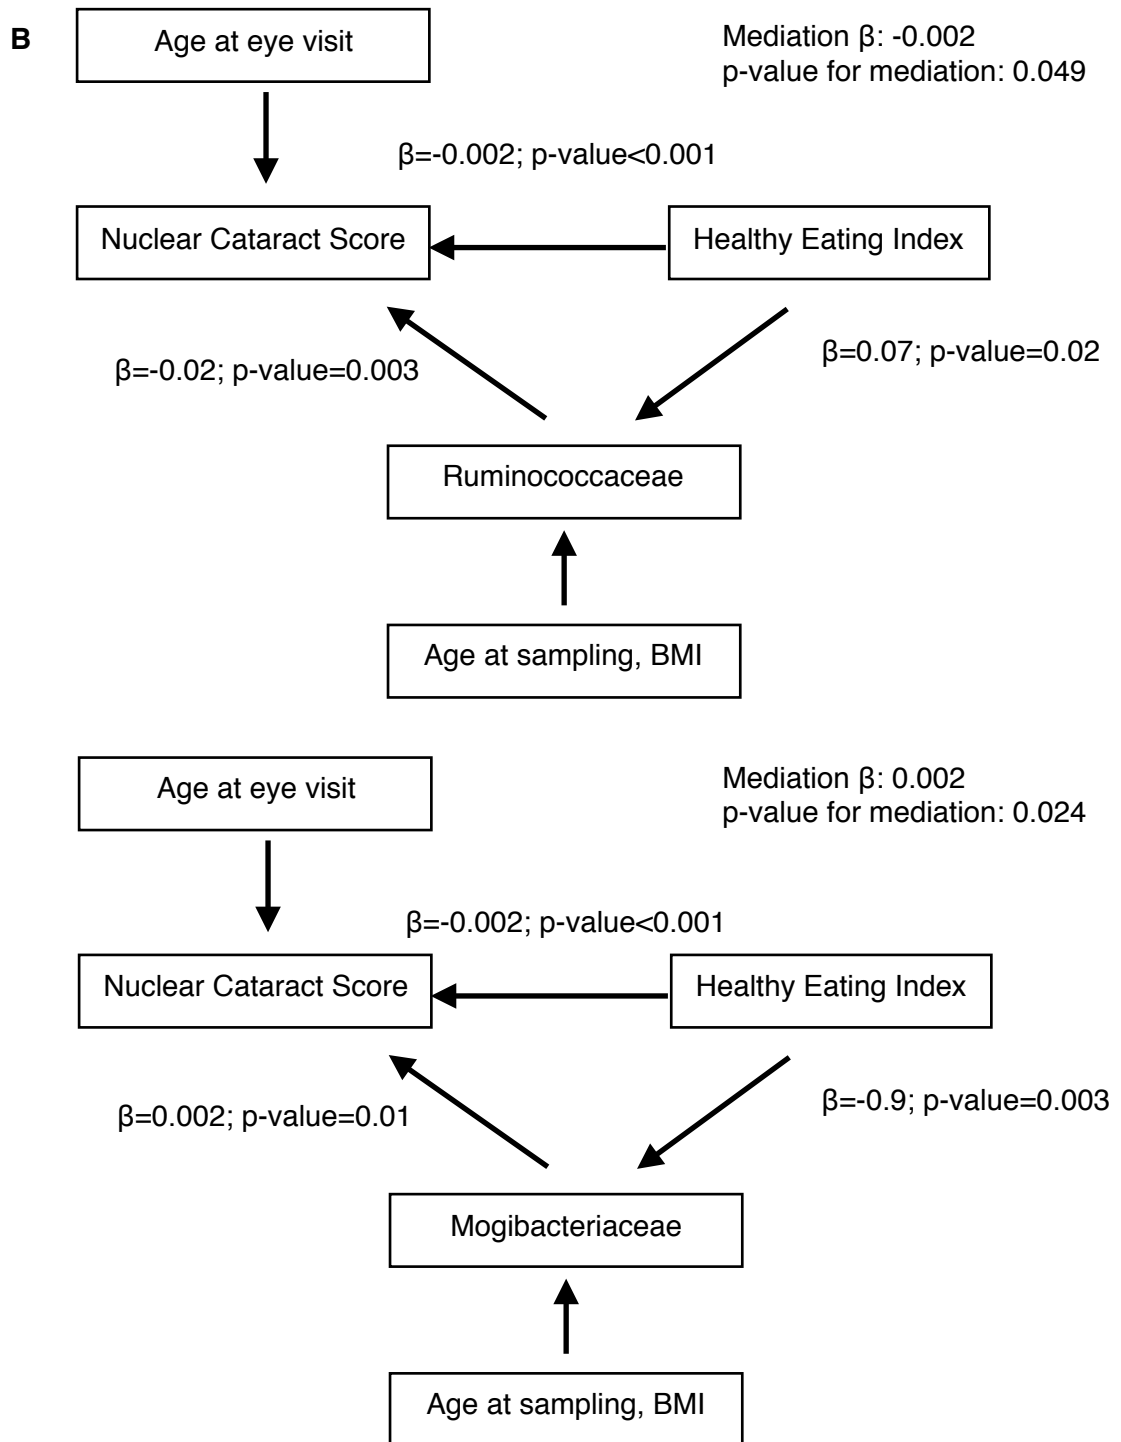 B
Age at eye visit
Mediation β: -0.002
p-value for mediation: 0.049
β=-0.002; p-value<0.001
Nuclear Cataract Score
Healthy Eating Index
β=-0.02; p-value=0.003
β=0.07; p-value=0.02
Ruminococcaceae
Age at sampling, BMI
Age at eye visit
Mediation β: 0.002
p-value for mediation: 0.024
β=-0.002; p-value<0.001
Nuclear Cataract Score
Healthy Eating Index
β=0.002; p-value=0.01
β=-0.9; p-value=0.003
Mogibacteriaceae
Age at sampling, BMI